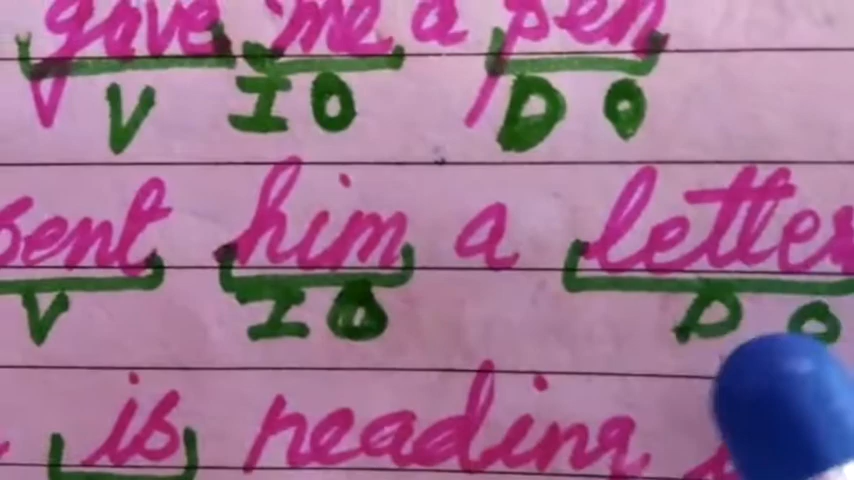 gave me a pen
V IO DO
sent him a letter
V IO DO
is reading